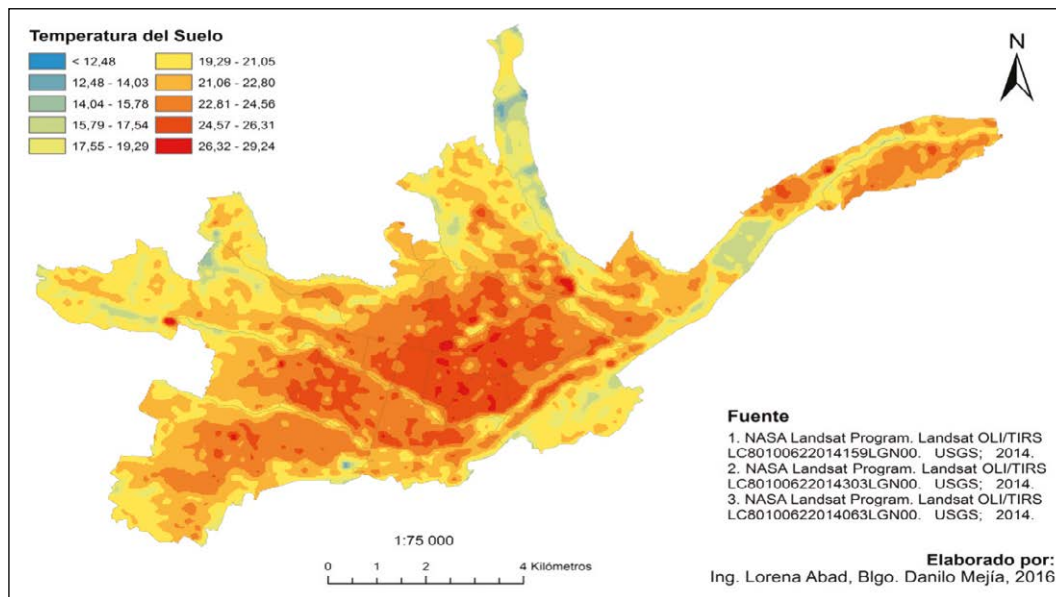 Temperatura del Suelo
< 12,48
12,48 - 14,03
14,04 - 15,78
15,79 - 17,54
17,55 - 19,29
19,29 - 21,05
21,06 - 22,80
22,81 - 24,56
24,57 - 26,31
26,32 - 29,24
N
Fuente
1. NASA Landsat Program. Landsat OLI/TIRS
LC80100622014159LGN00. USGS; 2014.
2. NASA Landsat Program. Landsat OLI/TIRS
LC80100622014303LGN00. USGS; 2014.
3. NASA Landsat Program. Landsat OLI/TIRS
LC80100622014063LGN00. USGS; 2014.
1:75 000
0 1 2 4 Kilómetros
Elaborado por:
Ing. Lorena Abad, Blgo. Danilo Mejía, 2016